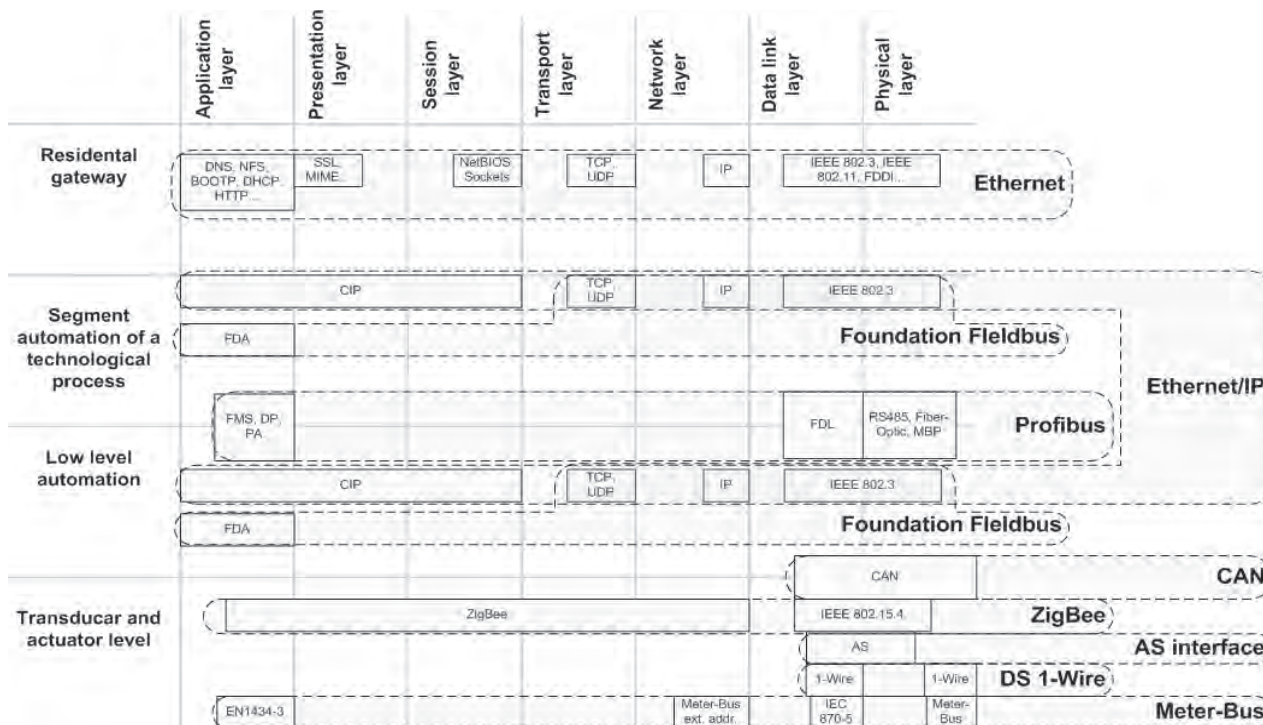 Application layer
Presentation layer
Session layer
Transport layer
Network layer
Data link layer
Physical layer
Residental gateway
DNS, NFS, BOOTP, DHCP HTTP...
SSL, MIME...
NetBIOS, Sockets
TCP, UDP
IP
IEEE 802.3, IEEE 802.11, FDDI...
Ethernet
Segment automation of a technological process
CIP
TCP, UDP
IP
IEEE 802.3
FDA
Foundation Fleldbus
Ethernet/IP
FMS, DP, PA
FDL
RS485, Fiber-Optic, MBP
Profibus
Low level automation
CIP
TCP, UDP
IP
IEEE 802.3
FDA
Foundation Fleldbus
CAN
CAN
Transducar and actuator level
ZigBee
IEEE 802.15.4.
ZigBee
AS
AS interface
1-Wire
1-Wire
DS 1-Wire
EN1434-3
Meter-Bus ext. addr.
IEC 870-5
Meter-Bus
Meter-Bus